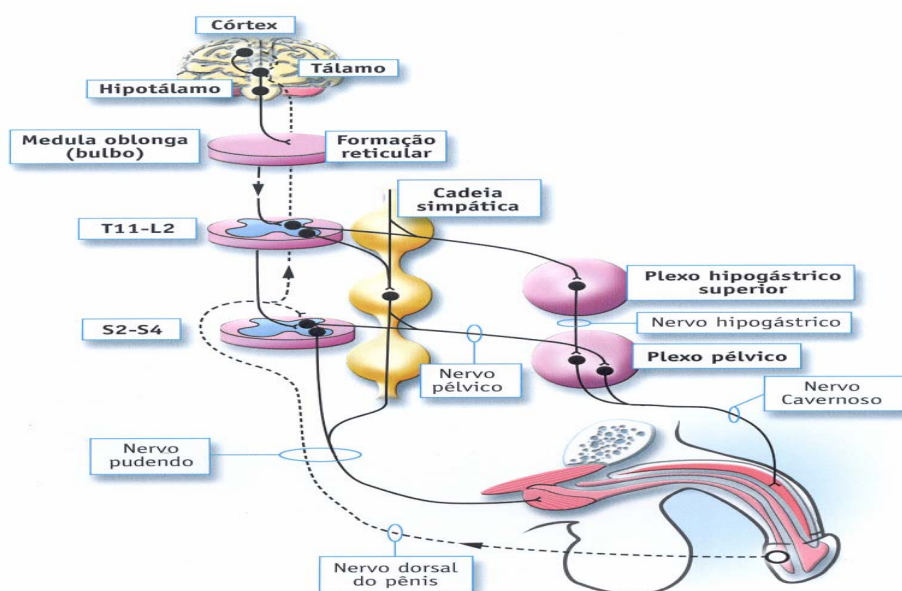 Córtex
Tálamo
Hipotálamo
Medula oblonga
(bulbo)
Formação
reticular
Cadeia
simpática
T11-L2
Plexo hipogástrico
superior
S2-S4
Nervo hipogástrico
Nervo
pélvico
Plexo pélvico
Nervo
Cavernoso
Nervo
pudendo
Nervo dorsal
do pênis